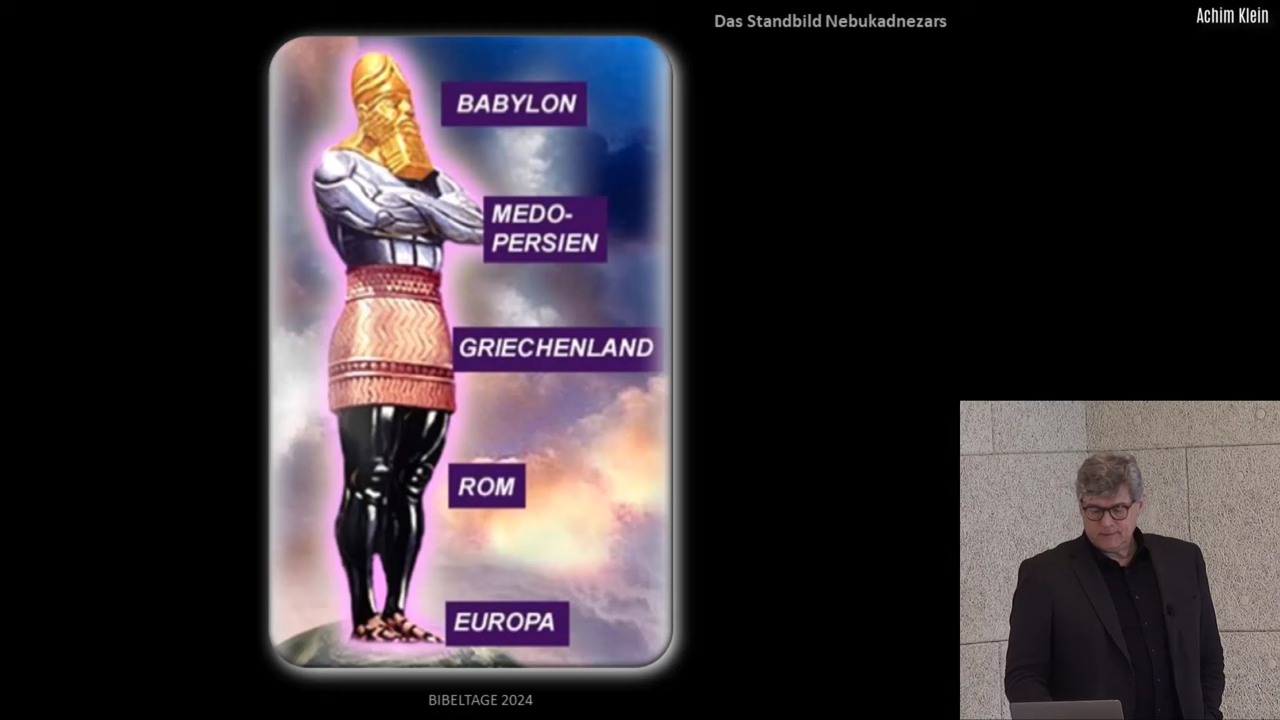 Das Standbild Nebukadnezars
Achim Klein
BABYLON
MEDO-
PERSIEN
GRIECHENLAND
ROM
EUROPA
BIBELTAGE 2024